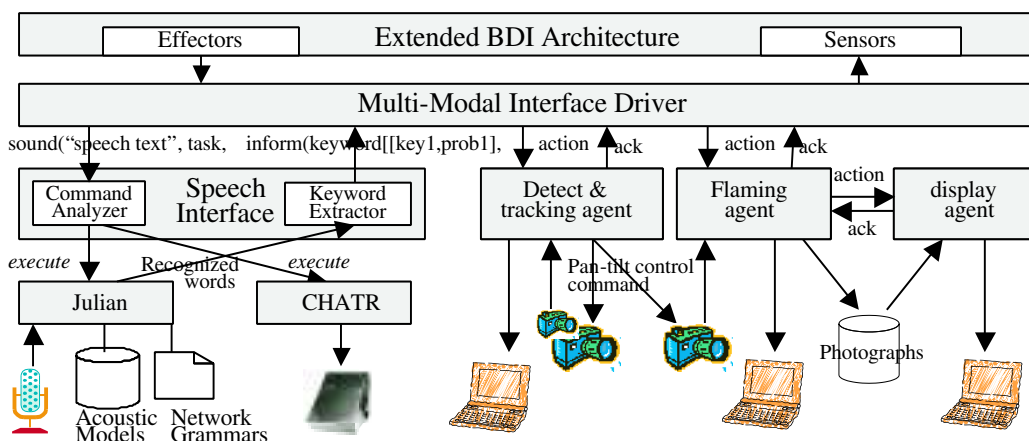 Effectors
Extended BDI Architecture
Sensors
Multi-Modal Interface Driver
sound(“speech text”, task,
inform(keyword[[key1,prob1],
action
ack
action
ack
Command
Analyzer
Speech
Interface
Keyword
Extractor
Detect &
tracking agent
Flaming
agent
action
ack
display
agent
execute
Recognized
words
execute
Pan-tilt control
command
Julian
CHATR
Photographs
Acoustic
Models
Network
Grammars